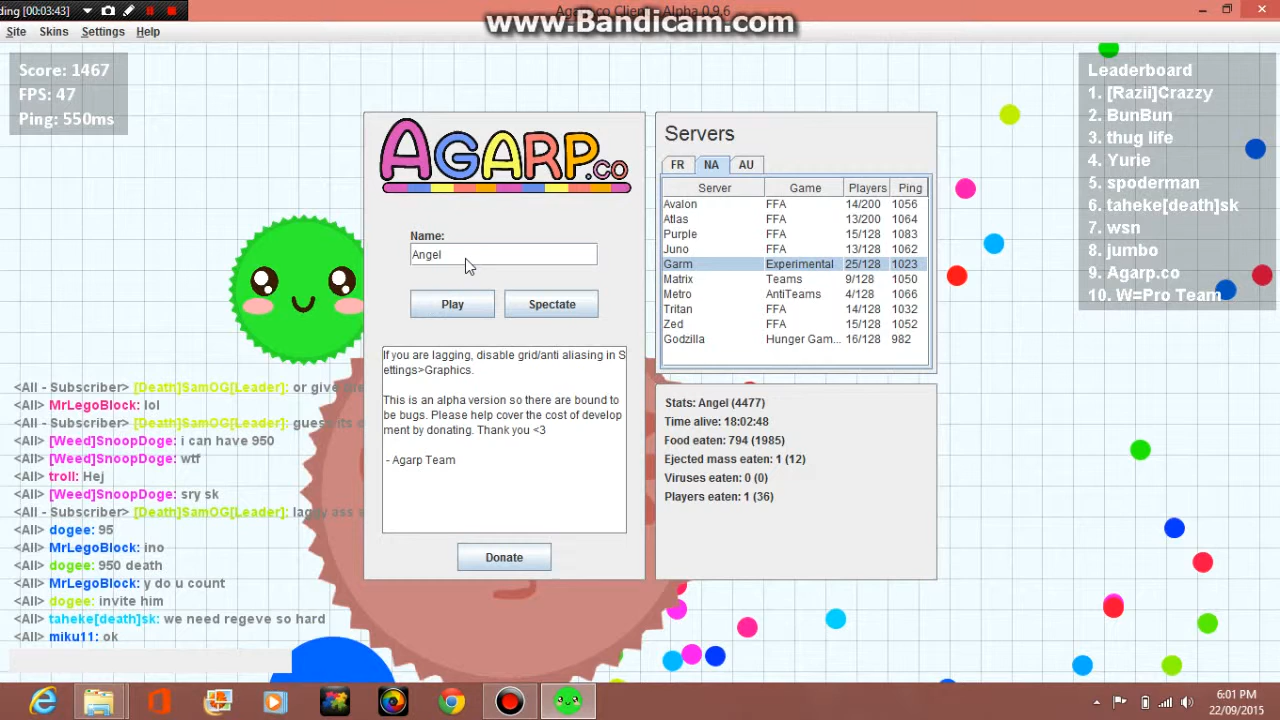 ding [00:03:43]
www.Bandicam.com
Site Skins Settings Help
Score: 1467
FPS: 47
Ping: 550ms
AGARP.co
Name:
Angel
Play Spectate
If you are lagging, disable grid/anti aliasing in S
ettings>Graphics.
This is an alpha version so there are bound to
be bugs. Please help cover the cost of develop
ment by donating. Thank you <3
- Agarp Team
Donate
Servers
FR NA AU
Server Game Players Ping
Avalon FFA 14/200 1056
Atlas FFA 13/200 1064
Purple FFA 15/128 1083
Juno FFA 13/128 1062
Garm Experimental 25/128 1023
Matrix Teams 9/128 1050
Metro AntiTeams 4/128 1066
Tritan FFA 14/128 1032
Zed FFA 15/128 1052
Godzilla Hunger Gam... 16/128 982
Stats: Angel (4477)
Time alive: 18:02:48
Food eaten: 794 (1985)
Ejected mass eaten: 1 (12)
Viruses eaten: 0 (0)
Players eaten: 1 (36)
Leaderboard
1. [Razii]Crazzy
2. BunBun
3. thug life
4. Yurie
5. spoderman
6. taheke[death]sk
7. wsn
8. jumbo
9. Agarp.co
10. W=Pro Team
<All - Subscriber> [Death]SamOG[Leader]: or give
<All> MrLegoBlock: lol
<All - Subscriber> [Death]SamOG[Leader]:
<All> [Weed]SnoopDoge: i can have 950
<All> [Weed]SnoopDoge: wtf
<All> troll: Hej
<All> [Weed]SnoopDoge: sry sk
<All - Subscriber> [Death]SamOG[Leader]: laggy ass
<All> dogee: 95
<All> MrLegoBlock: ino
<All> dogee: 950 death
<All> MrLegoBlock: y do u count
<All> dogee: invite him
<All> taheke[death]sk: we need regeve so hard
<All> miku11: ok
6:01 PM
22/09/2015